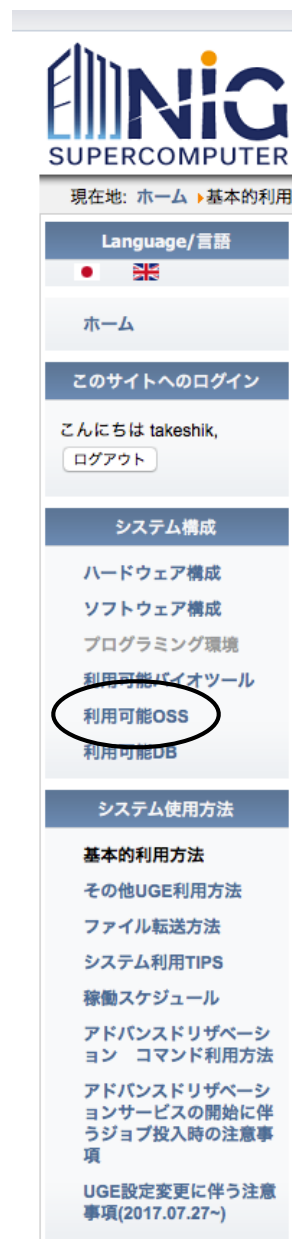 NIG
SUPERCOMPUTER
現在地: ホーム ▸基本的利用
Language/言語
ホーム
このサイトへのログイン
こんにちは takeshik,
ログアウト
システム構成
ハードウェア構成
ソフトウェア構成
プログラミング環境
利用可能バイオツール
利用可能OSS
利用可能DB
システム使用方法
基本的利用方法
その他UGE利用方法
ファイル転送方法
システム利用TIPS
稼働スケジュール
アドバンスドリザベーシ
ョン　コマンド利用方法
アドバンスドリザベーシ
ョンサービスの開始に伴
うジョブ投入時の注意事
項
UGE設定変更に伴う注意
事項(2017.07.27~)